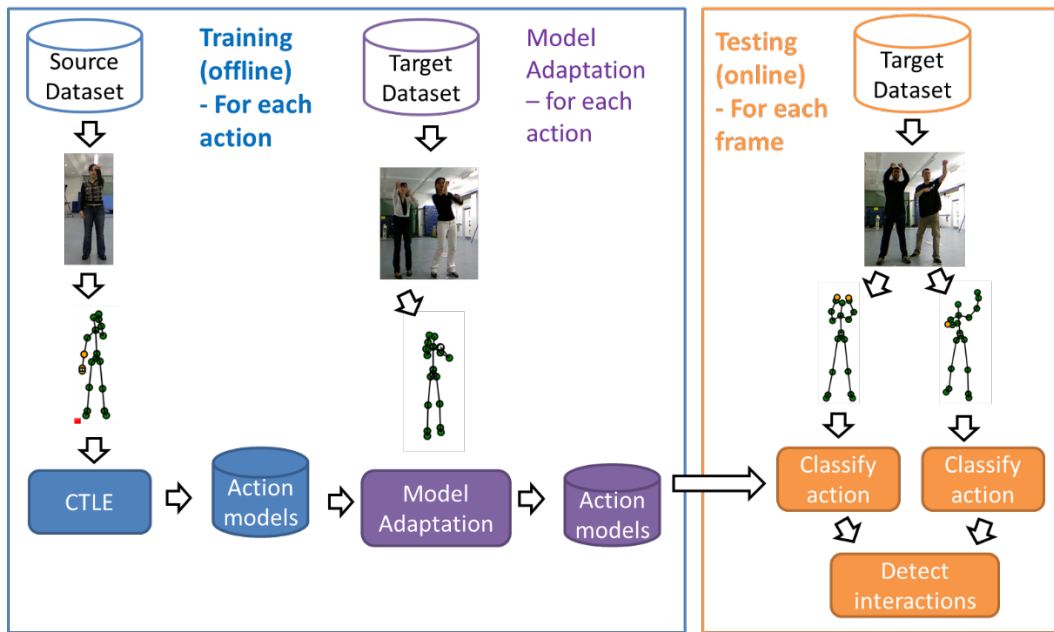 Source
Dataset
Training
(offline)
- For each
action
Target
Dataset
Model
Adaptation
– for each
action
CTLE
Action
models
Model
Adaptation
Action
models
Testing
(online)
- For each
frame
Target
Dataset
Classify
action
Classify
action
Detect
interactions